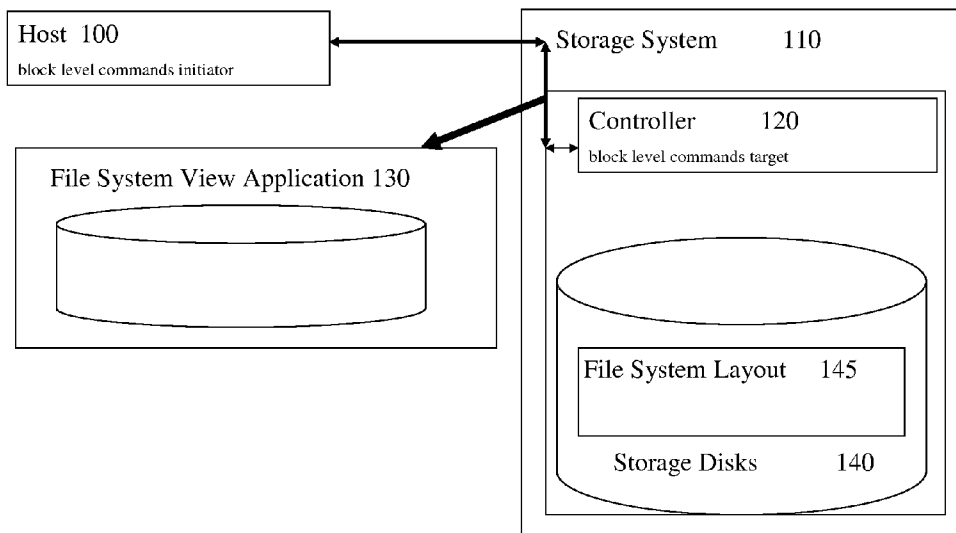 Host 100
block level commands initiator
Storage System 110
Controller 120
block level commands target
File System View Application 130
File System Layout 145
Storage Disks 140